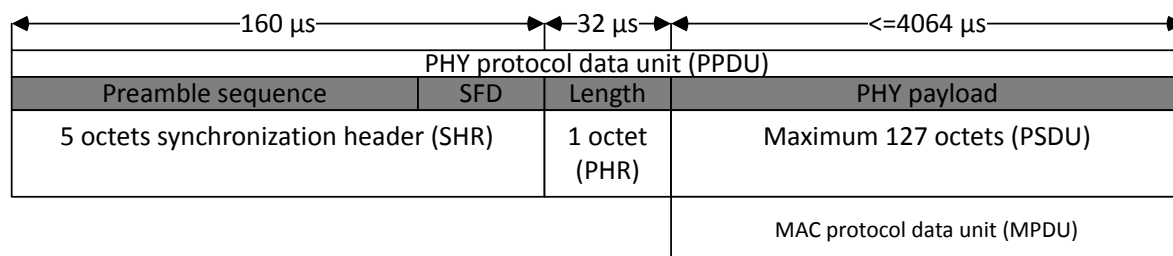 160 µs 32 µs <=4064 µs
PHY protocol data unit (PPDU)
Preamble sequence SFD Length PHY payload
5 octets synchronization header (SHR) 1 octet Maximum 127 octets (PSDU)
(PHR)
MAC protocol data unit (MPDU)